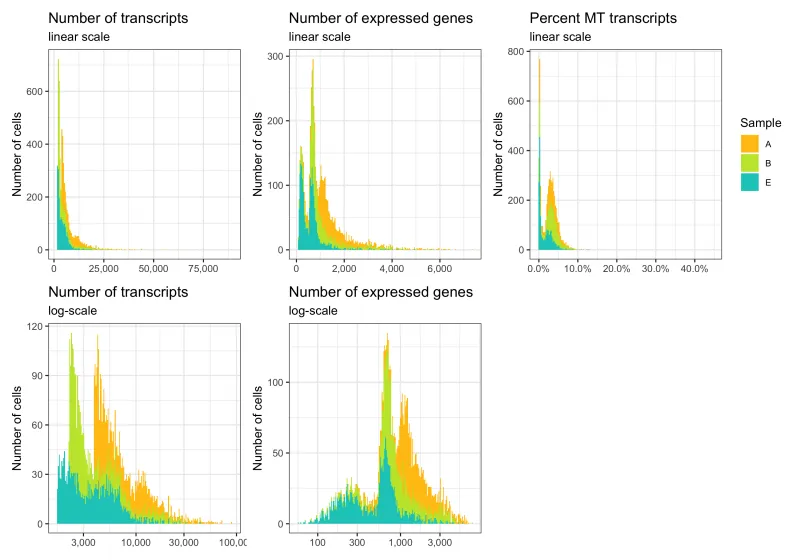 Number of transcripts
linear scale
Number of cells
600
400
200
0
0
25,000
50,000
75,000
Number of expressed genes
linear scale
Number of cells
300
200
100
0
0
2,000
4,000
6,000
Percent MT transcripts
linear scale
Number of cells
800
600
400
200
0
0.0%
10.0%
20.0%
30.0%
40.0%
Sample
A
B
E
Number of transcripts
log-scale
Number of cells
120
90
60
30
0
3,000
10,000
30,000
100,00
Number of expressed genes
log-scale
Number of cells
100
50
0
100
300
1,000
3,000